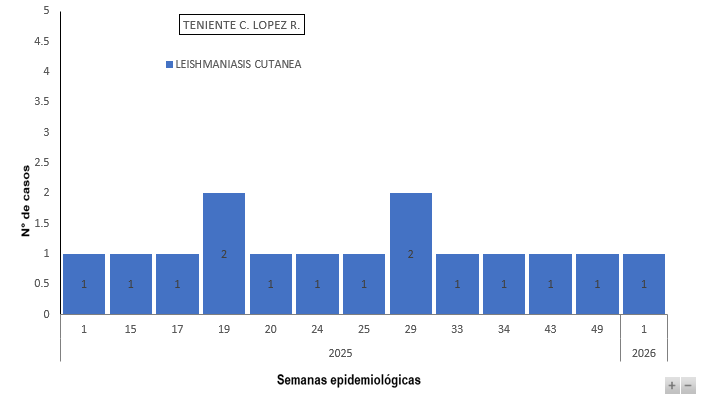 TENIENTE C. LOPEZ R.
LEISHMANIASIS CUTANEA
N° de casos
5
4.5
4
3.5
3
2.5
2
1.5
1
0.5
0
1 1 1 2 1 1 1 2 1 1 1 1 1
1 15 17 19 20 24 25 29 33 34 43 49 1
2025 2026
Semanas epidemiológicas
+ −